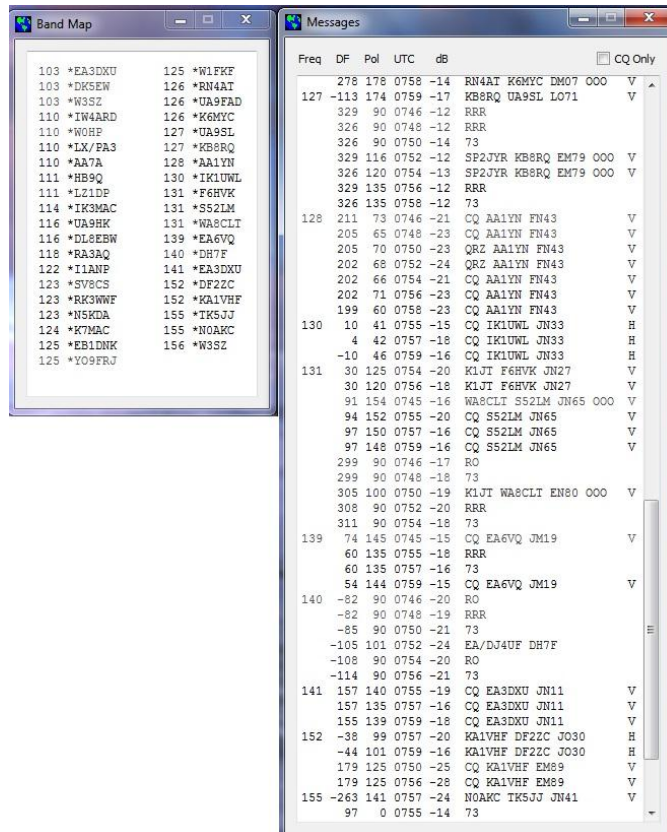 Band Map
103 *EA3DXU 125 *W1FKF
103 *DK5EW 126 *RN4AT
103 *W3SZ 126 *UA9FAD
110 *IW4ARD 126 *K6MYC
110 *W0HP 127 *UA9SL
110 *LX/PA3 127 *KB8RQ
110 *AA7A 128 *AA1YN
111 *HB9Q 130 *IK1UWL
111 *LZ1DP 131 *F6HVK
114 *IK3MAC 131 *S52LM
116 *UA9HK 131 *WA8CLT
116 *DL8EBW 139 *EA6VQ
118 *RA3AQ 140 *DH7F
122 *I1ANP 141 *EA3DXU
123 *SV8CS 152 *DF2ZC
123 *RK3WWF 152 *KA1VHF
123 *N5KDA 155 *TK5JJ
124 *K7MAC 155 *N0AKC
125 *EB1DNK 156 *W3SZ
125 *YO9FRJ
Messages
Freq DF Pol UTC dB CQ Only
278 178 0758 -14 RN4AT K6MYC DM07 OOO V
127 -113 174 0759 -17 KB8RQ UA9SL LO71 V
329 90 0746 -12 RRR
326 90 0748 -12 RRR
326 90 0750 -14 73
329 116 0752 -12 SP2JYR KB8RQ EM79 OOO V
326 120 0754 -13 SP2JYR KB8RQ EM79 OOO V
329 135 0756 -12 RRR
326 135 0758 -12 73
128 211 73 0746 -21 CQ AA1YN FN43 V
205 65 0748 -23 CQ AA1YN FN43 V
205 70 0750 -23 QRZ AA1YN FN43 V
202 68 0752 -24 QRZ AA1YN FN43 V
202 66 0754 -21 CQ AA1YN FN43 V
202 71 0756 -23 CQ AA1YN FN43 V
199 60 0758 -23 CQ AA1YN FN43 V
130 10 41 0755 -15 CQ IK1UWL JN33 H
4 42 0757 -18 CQ IK1UWL JN33 H
-10 46 0759 -16 CQ IK1UWL JN33 H
131 30 125 0754 -20 K1JT F6HVK JN27 V
30 120 0756 -18 K1JT F6HVK JN27 V
91 154 0745 -16 WA8CLT S52LM JN65 OOO V
94 152 0755 -20 CQ S52LM JN65 V
97 150 0757 -16 CQ S52LM JN65 V
97 148 0759 -16 CQ S52LM JN65 V
299 90 0746 -17 RO
299 90 0748 -18 73
305 100 0750 -19 K1JT WA8CLT EN80 OOO V
308 90 0752 -20 RRR
311 90 0754 -18 73
139 74 145 0745 -15 CQ EA6VQ JM19 V
60 135 0755 -18 RRR
60 135 0757 -16 73
54 144 0759 -15 CQ EA6VQ JM19 V
140 -82 90 0746 -20 RO
-82 90 0748 -19 RRR
-85 90 0750 -21 73
-105 101 0752 -24 EA/DJ4UF DH7F
-108 90 0754 -20 RO
-114 90 0756 -21 73
141 157 140 0755 -19 CQ EA3DXU JN11 V
157 135 0757 -16 CQ EA3DXU JN11 V
155 139 0759 -18 CQ EA3DXU JN11 V
152 -38 99 0757 -20 KA1VHF DF2ZC JO30 H
-44 101 0759 -16 KA1VHF DF2ZC JO30 H
179 125 0750 -25 CQ KA1VHF EM89 V
179 125 0756 -28 CQ KA1VHF EM89 V
155 -263 141 0757 -24 N0AKC TK5JJ JN41 V
97 0 0755 -14 73